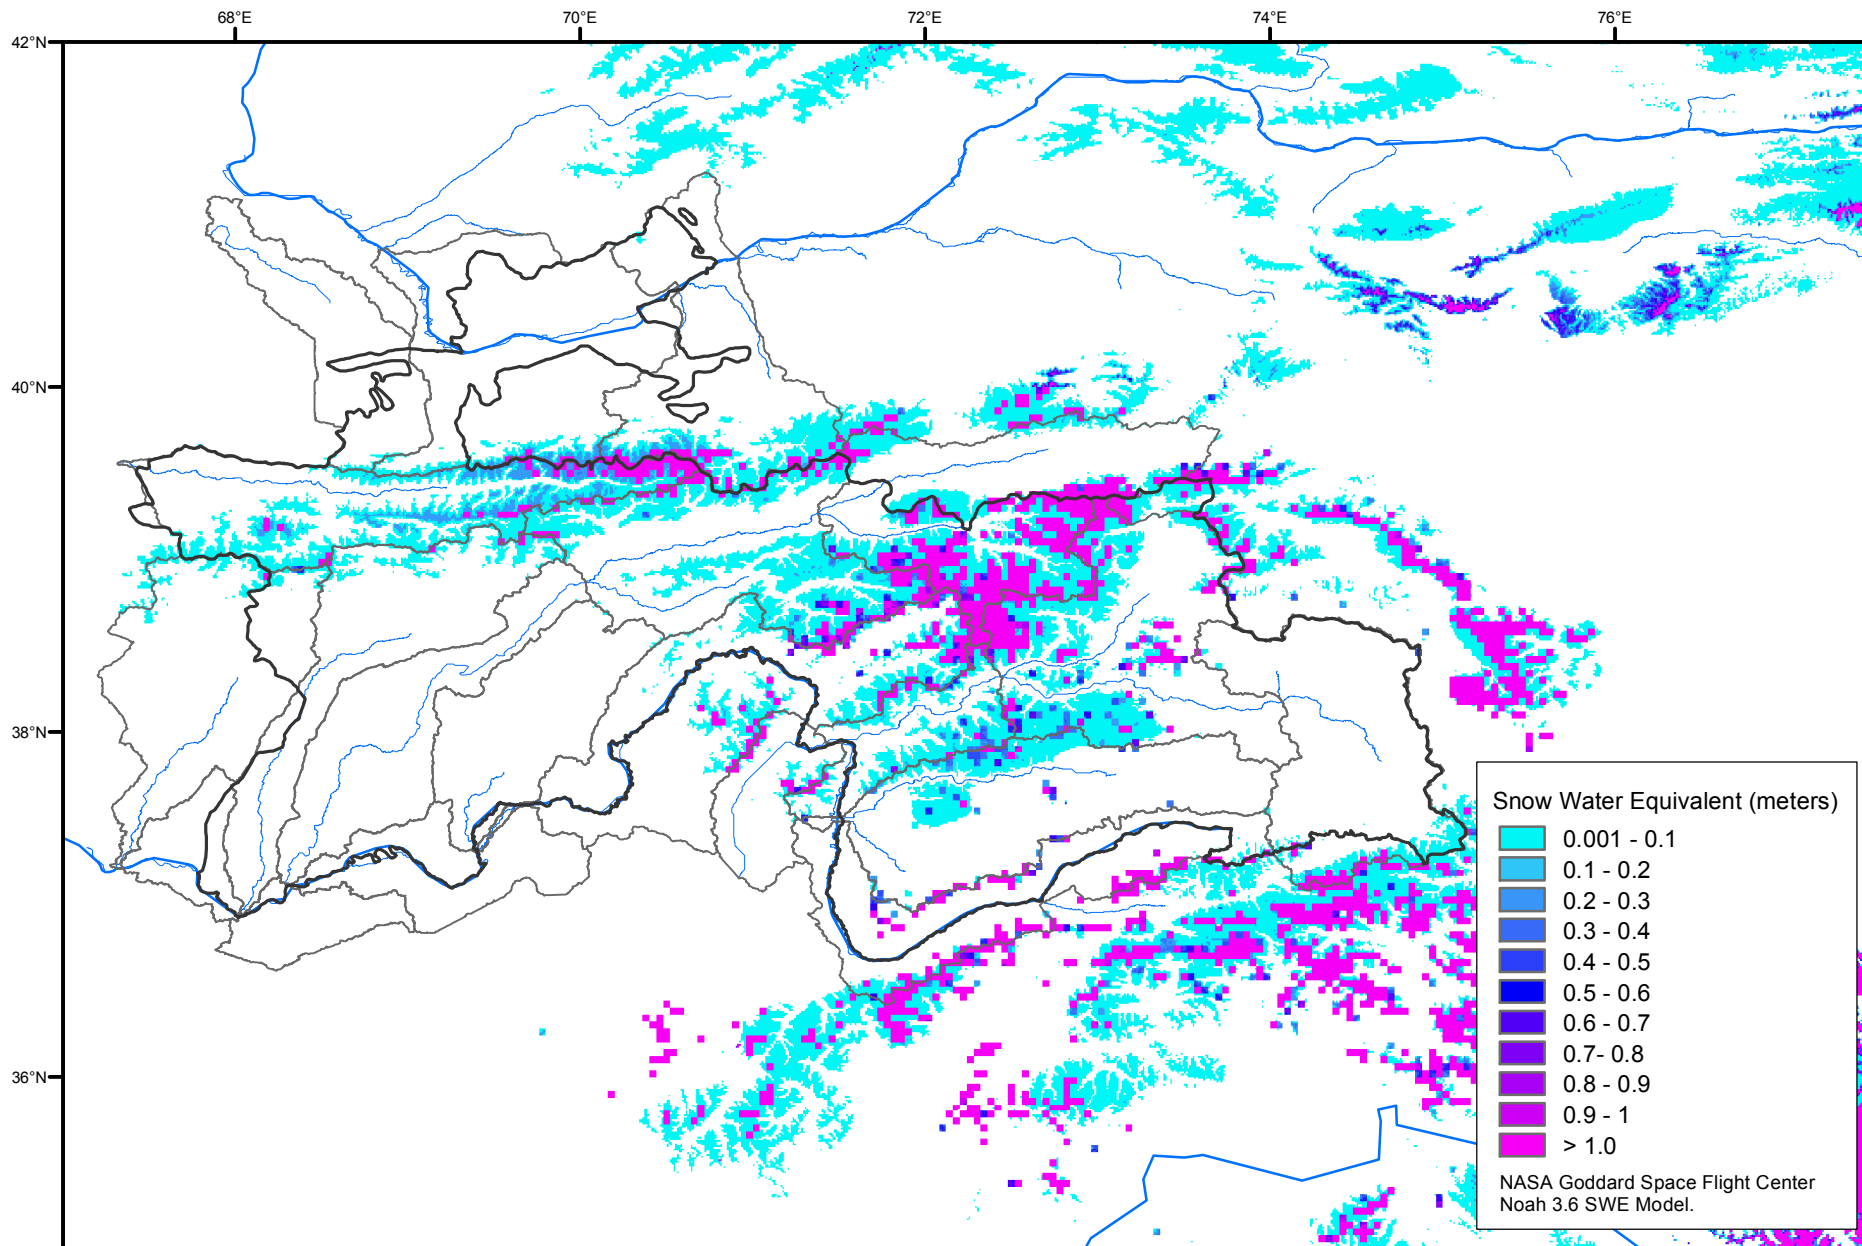 68°E 70°E 72°E 74°E 76°E
42°N
40°N
38°N
36°N
Snow Water Equivalent (meters)
0.001 - 0.1
0.1 - 0.2
0.2 - 0.3
0.3 - 0.4
0.4 - 0.5
0.5 - 0.6
0.6 - 0.7
0.7- 0.8
0.8 - 0.9
0.9 - 1
> 1.0
NASA Goddard Space Flight Center
Noah 3.6 SWE Model.